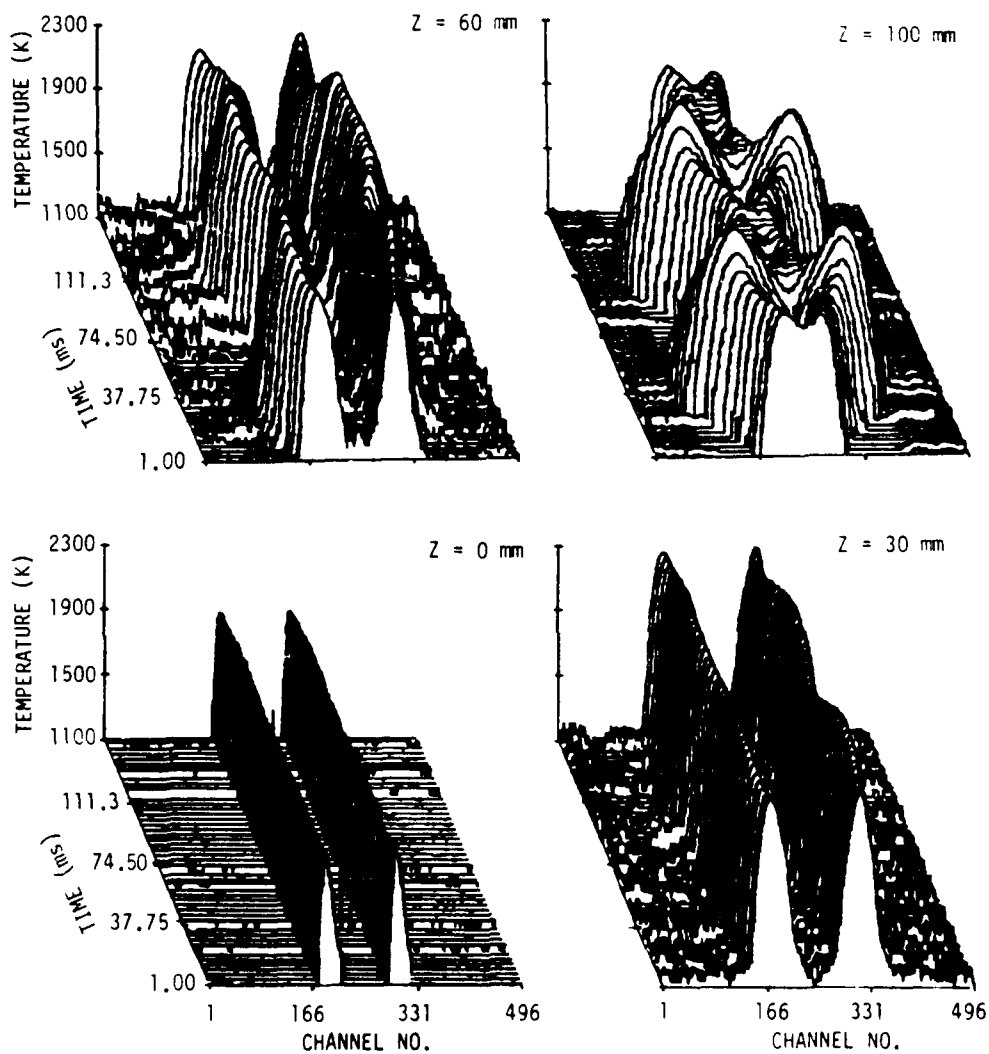 Z = 60 mm
TEMPERATURE (K)
2300
1900
1500
1100
111.3
74.50
37.75
1.00
TIME (ms)
Z = 100 mm
Z = 0 mm
TEMPERATURE (K)
2300
1900
1500
1100
111.3
74.50
37.75
1.00
TIME (ms)
1 166 331 496
CHANNEL NO.
Z = 30 mm
1 166 331 496
CHANNEL NO.